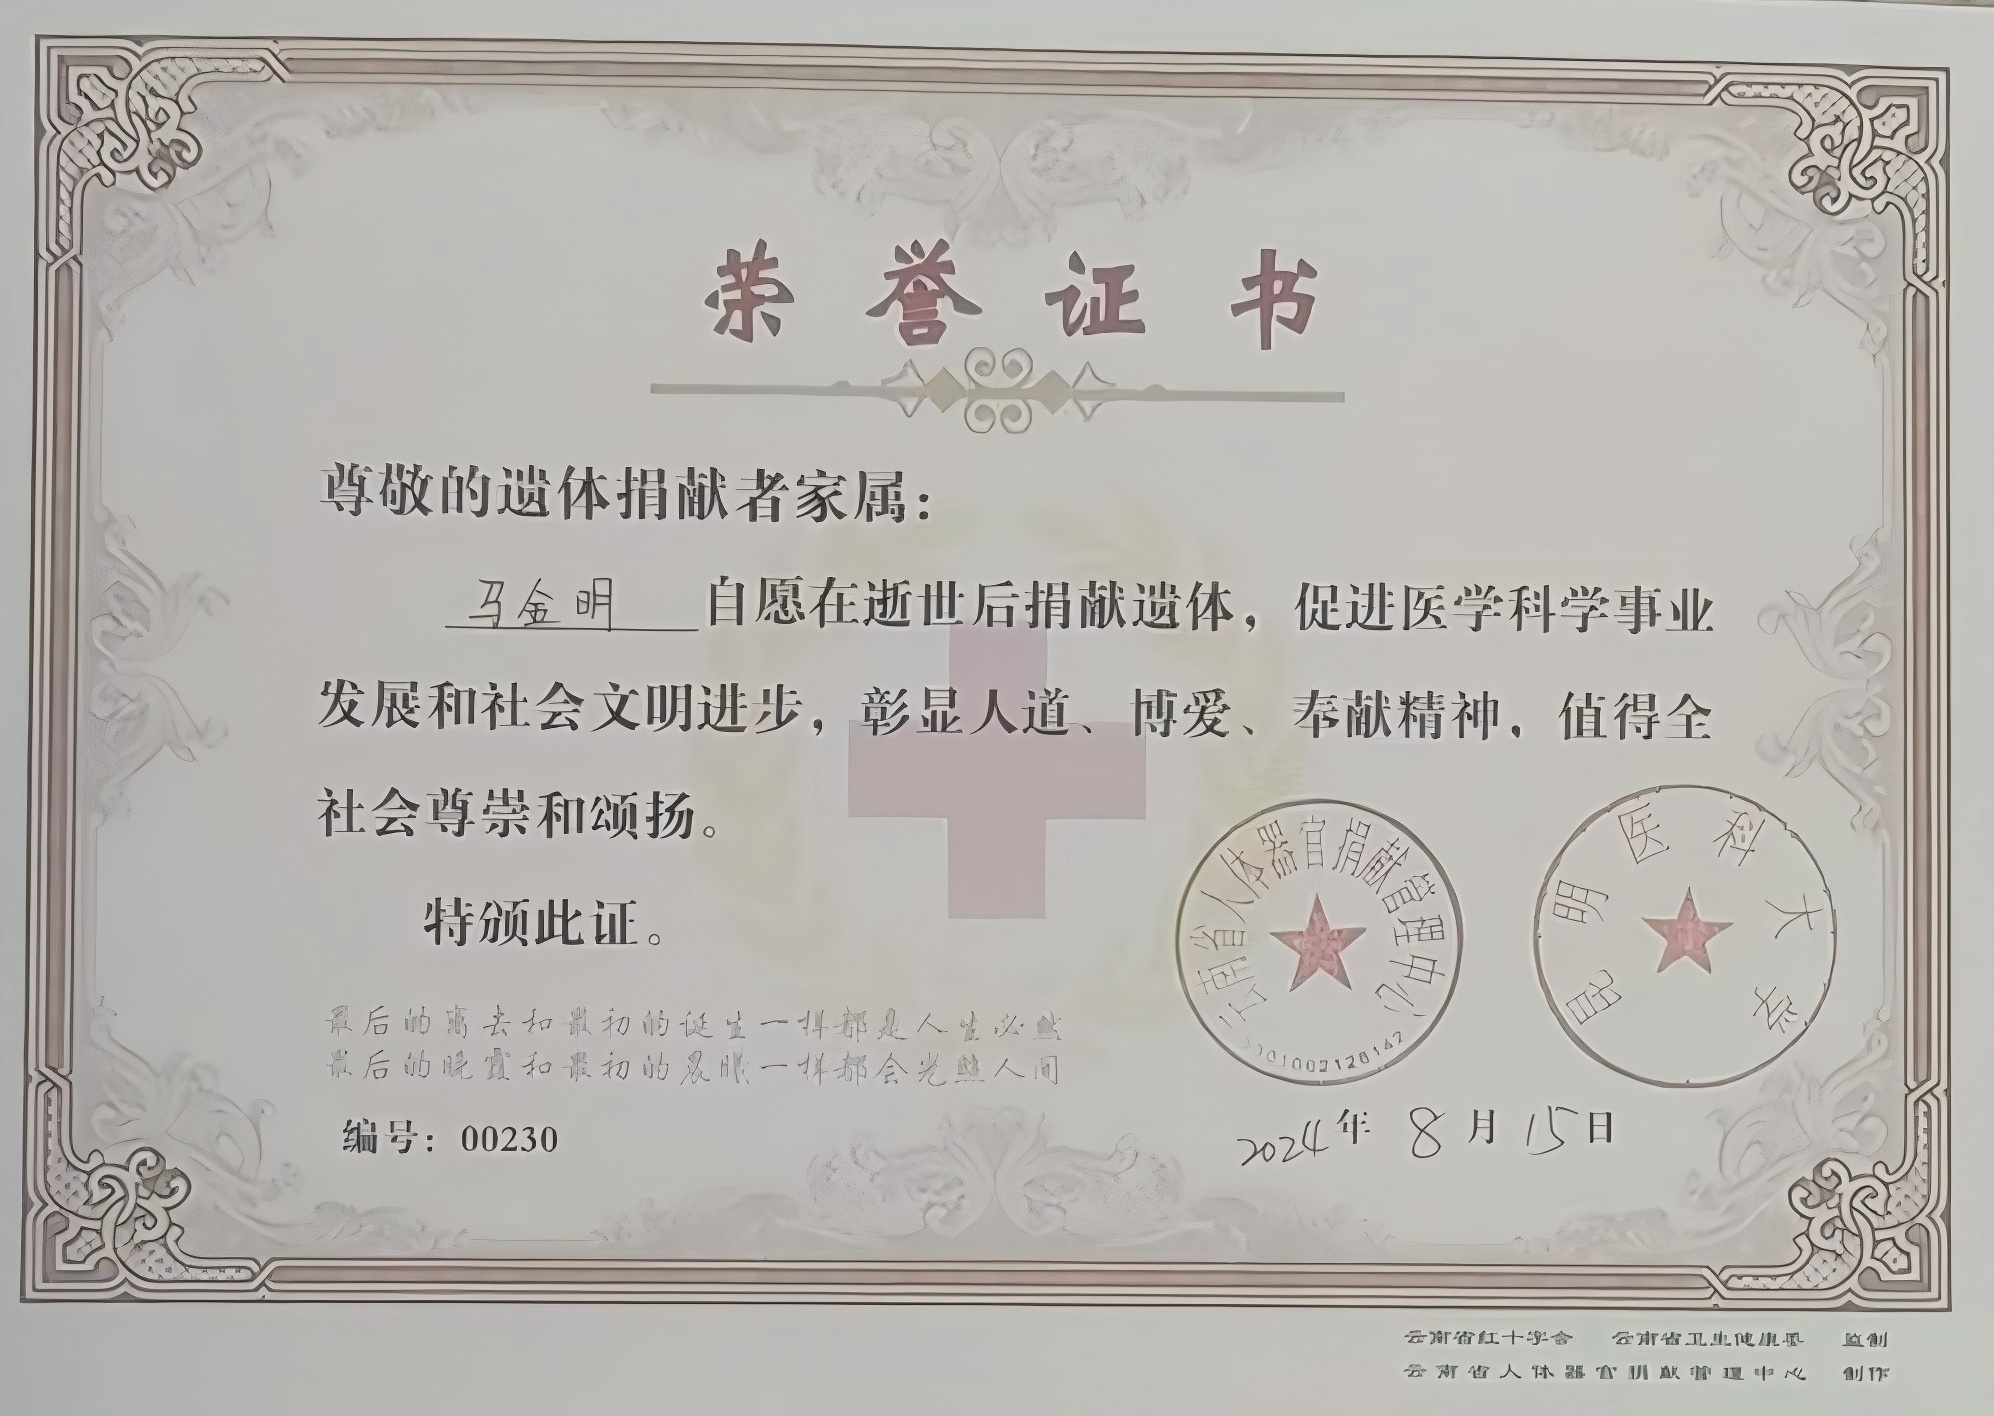 荣誉证书
尊敬的遗体捐献者家属：
马金明 自愿在逝世后捐献遗体，促进医学科学事业
发展和社会文明进步，彰显人道、博爱、奉献精神，值得全
社会尊崇和颂扬。
特颁此证。
云南省人体器官捐献管理中心
昆明医科大学
最后的离去和最初的诞生一样都是人生必然
最后的晚霞和最初的晨曦一样都会光照人间
编号：00230
2024年 8月 15日
云南省红十字会 云南省卫生健康委 监制
云南省人体器官捐献管理中心 制作